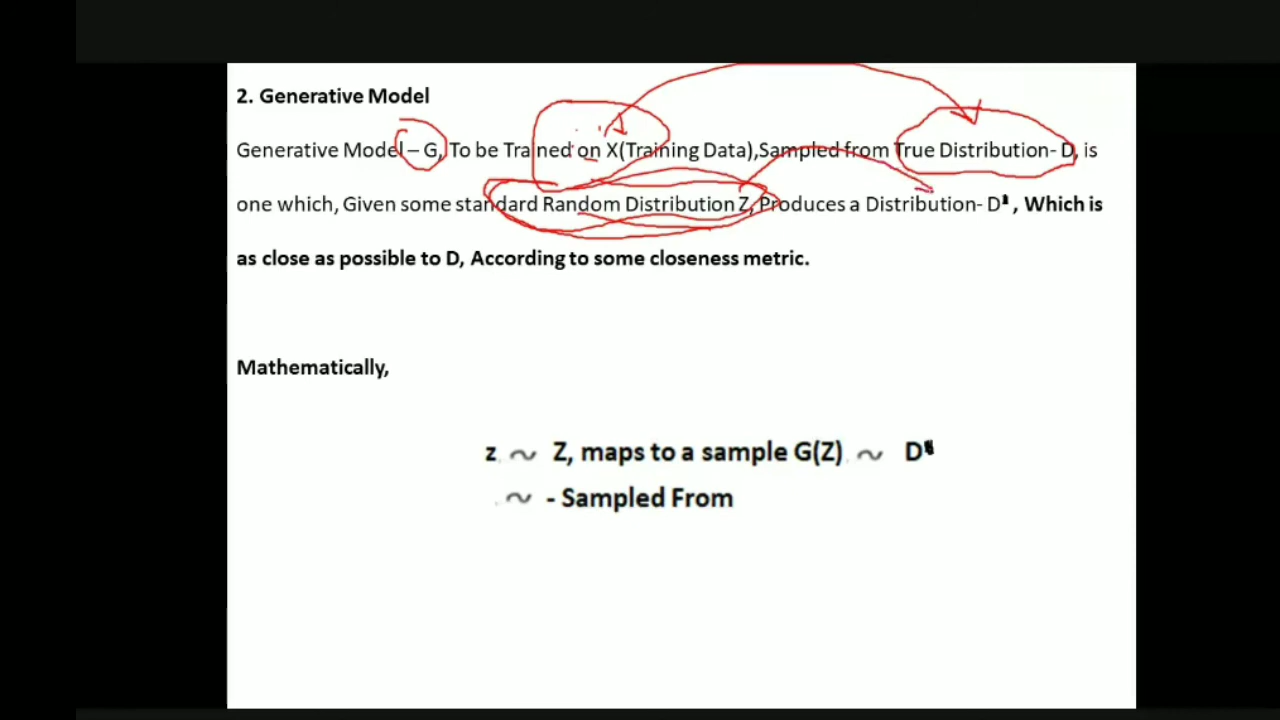 2. Generative Model
Generative Model – G, To be Trained on X(Training Data),Sampled from True Distribution- D, is
one which, Given some standard Random Distribution Z, Produces a Distribution- D' , Which is
as close as possible to D, According to some closeness metric.
Mathematically,
z ~ Z, maps to a sample G(Z) ~ D'
~ - Sampled From